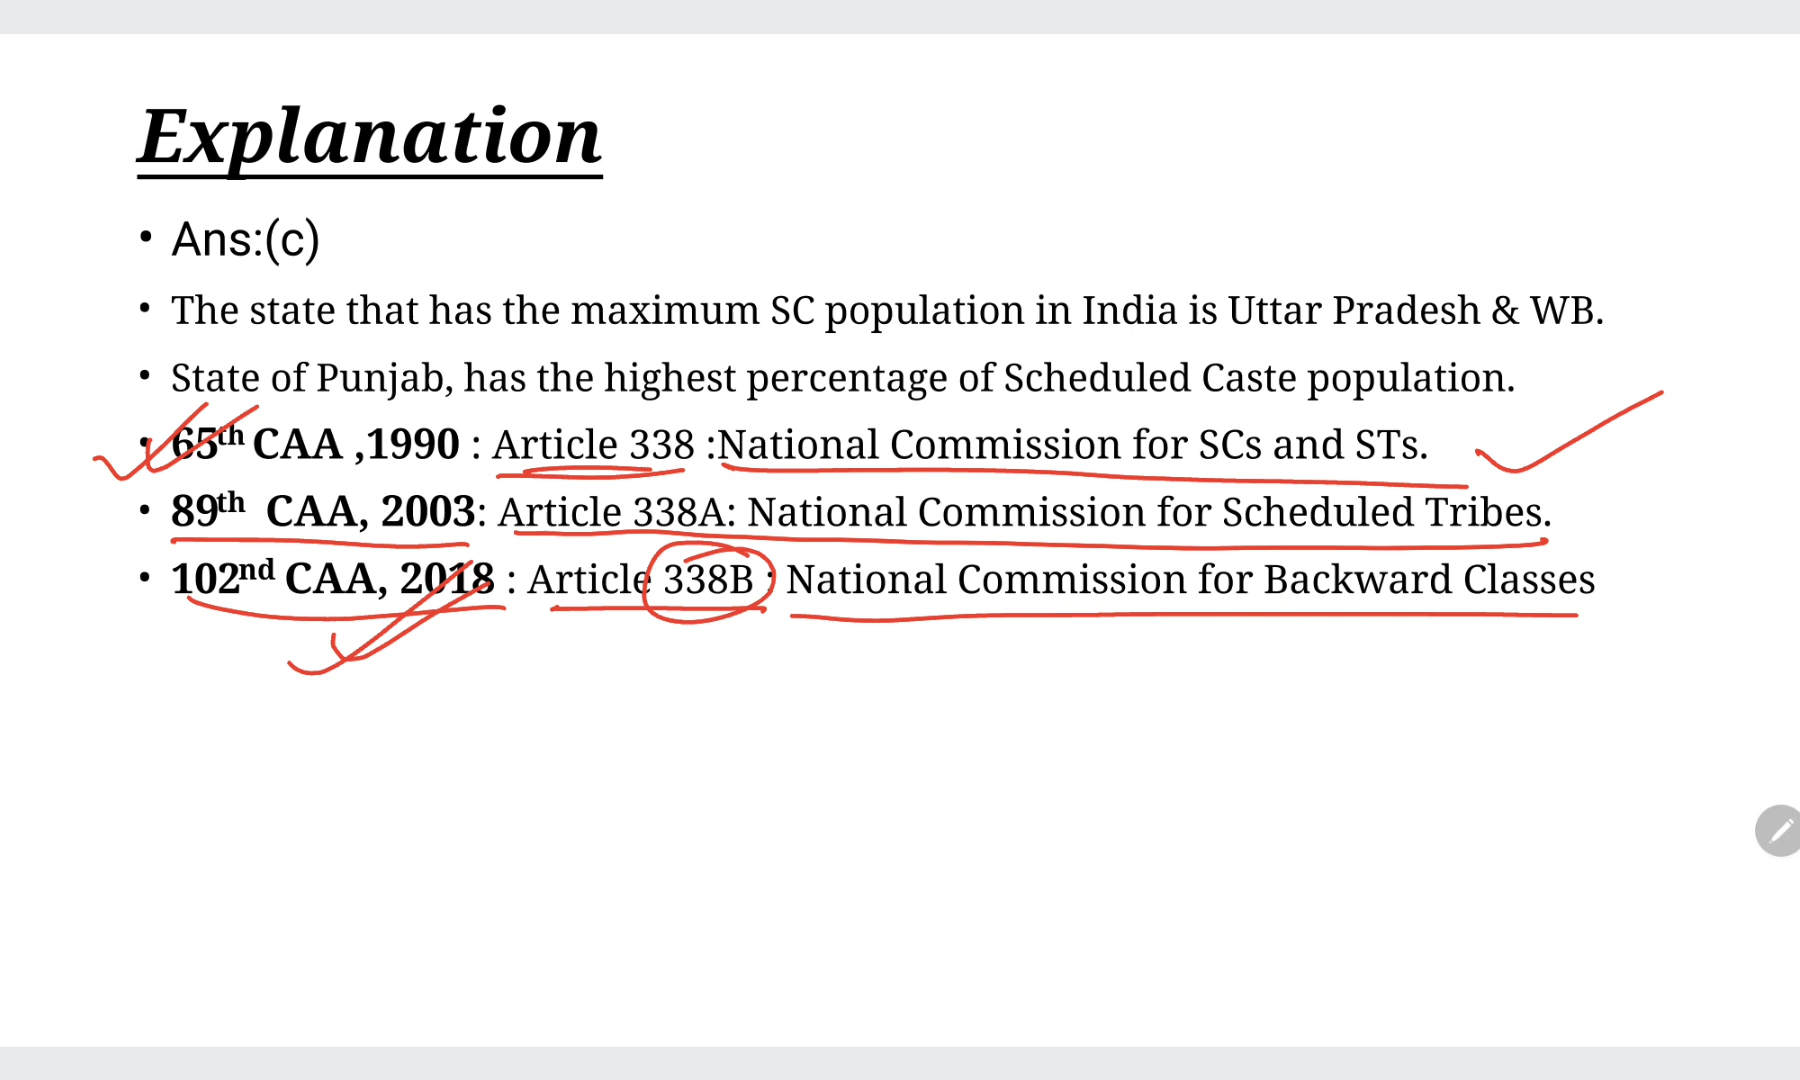 Explanation
• Ans:(c)
• The state that has the maximum SC population in India is Uttar Pradesh & WB.
• State of Punjab, has the highest percentage of Scheduled Caste population.
• 65th CAA ,1990 : Article 338 :National Commission for SCs and STs.
• 89th CAA, 2003: Article 338A: National Commission for Scheduled Tribes.
• 102nd CAA, 2018 : Article 338B : National Commission for Backward Classes